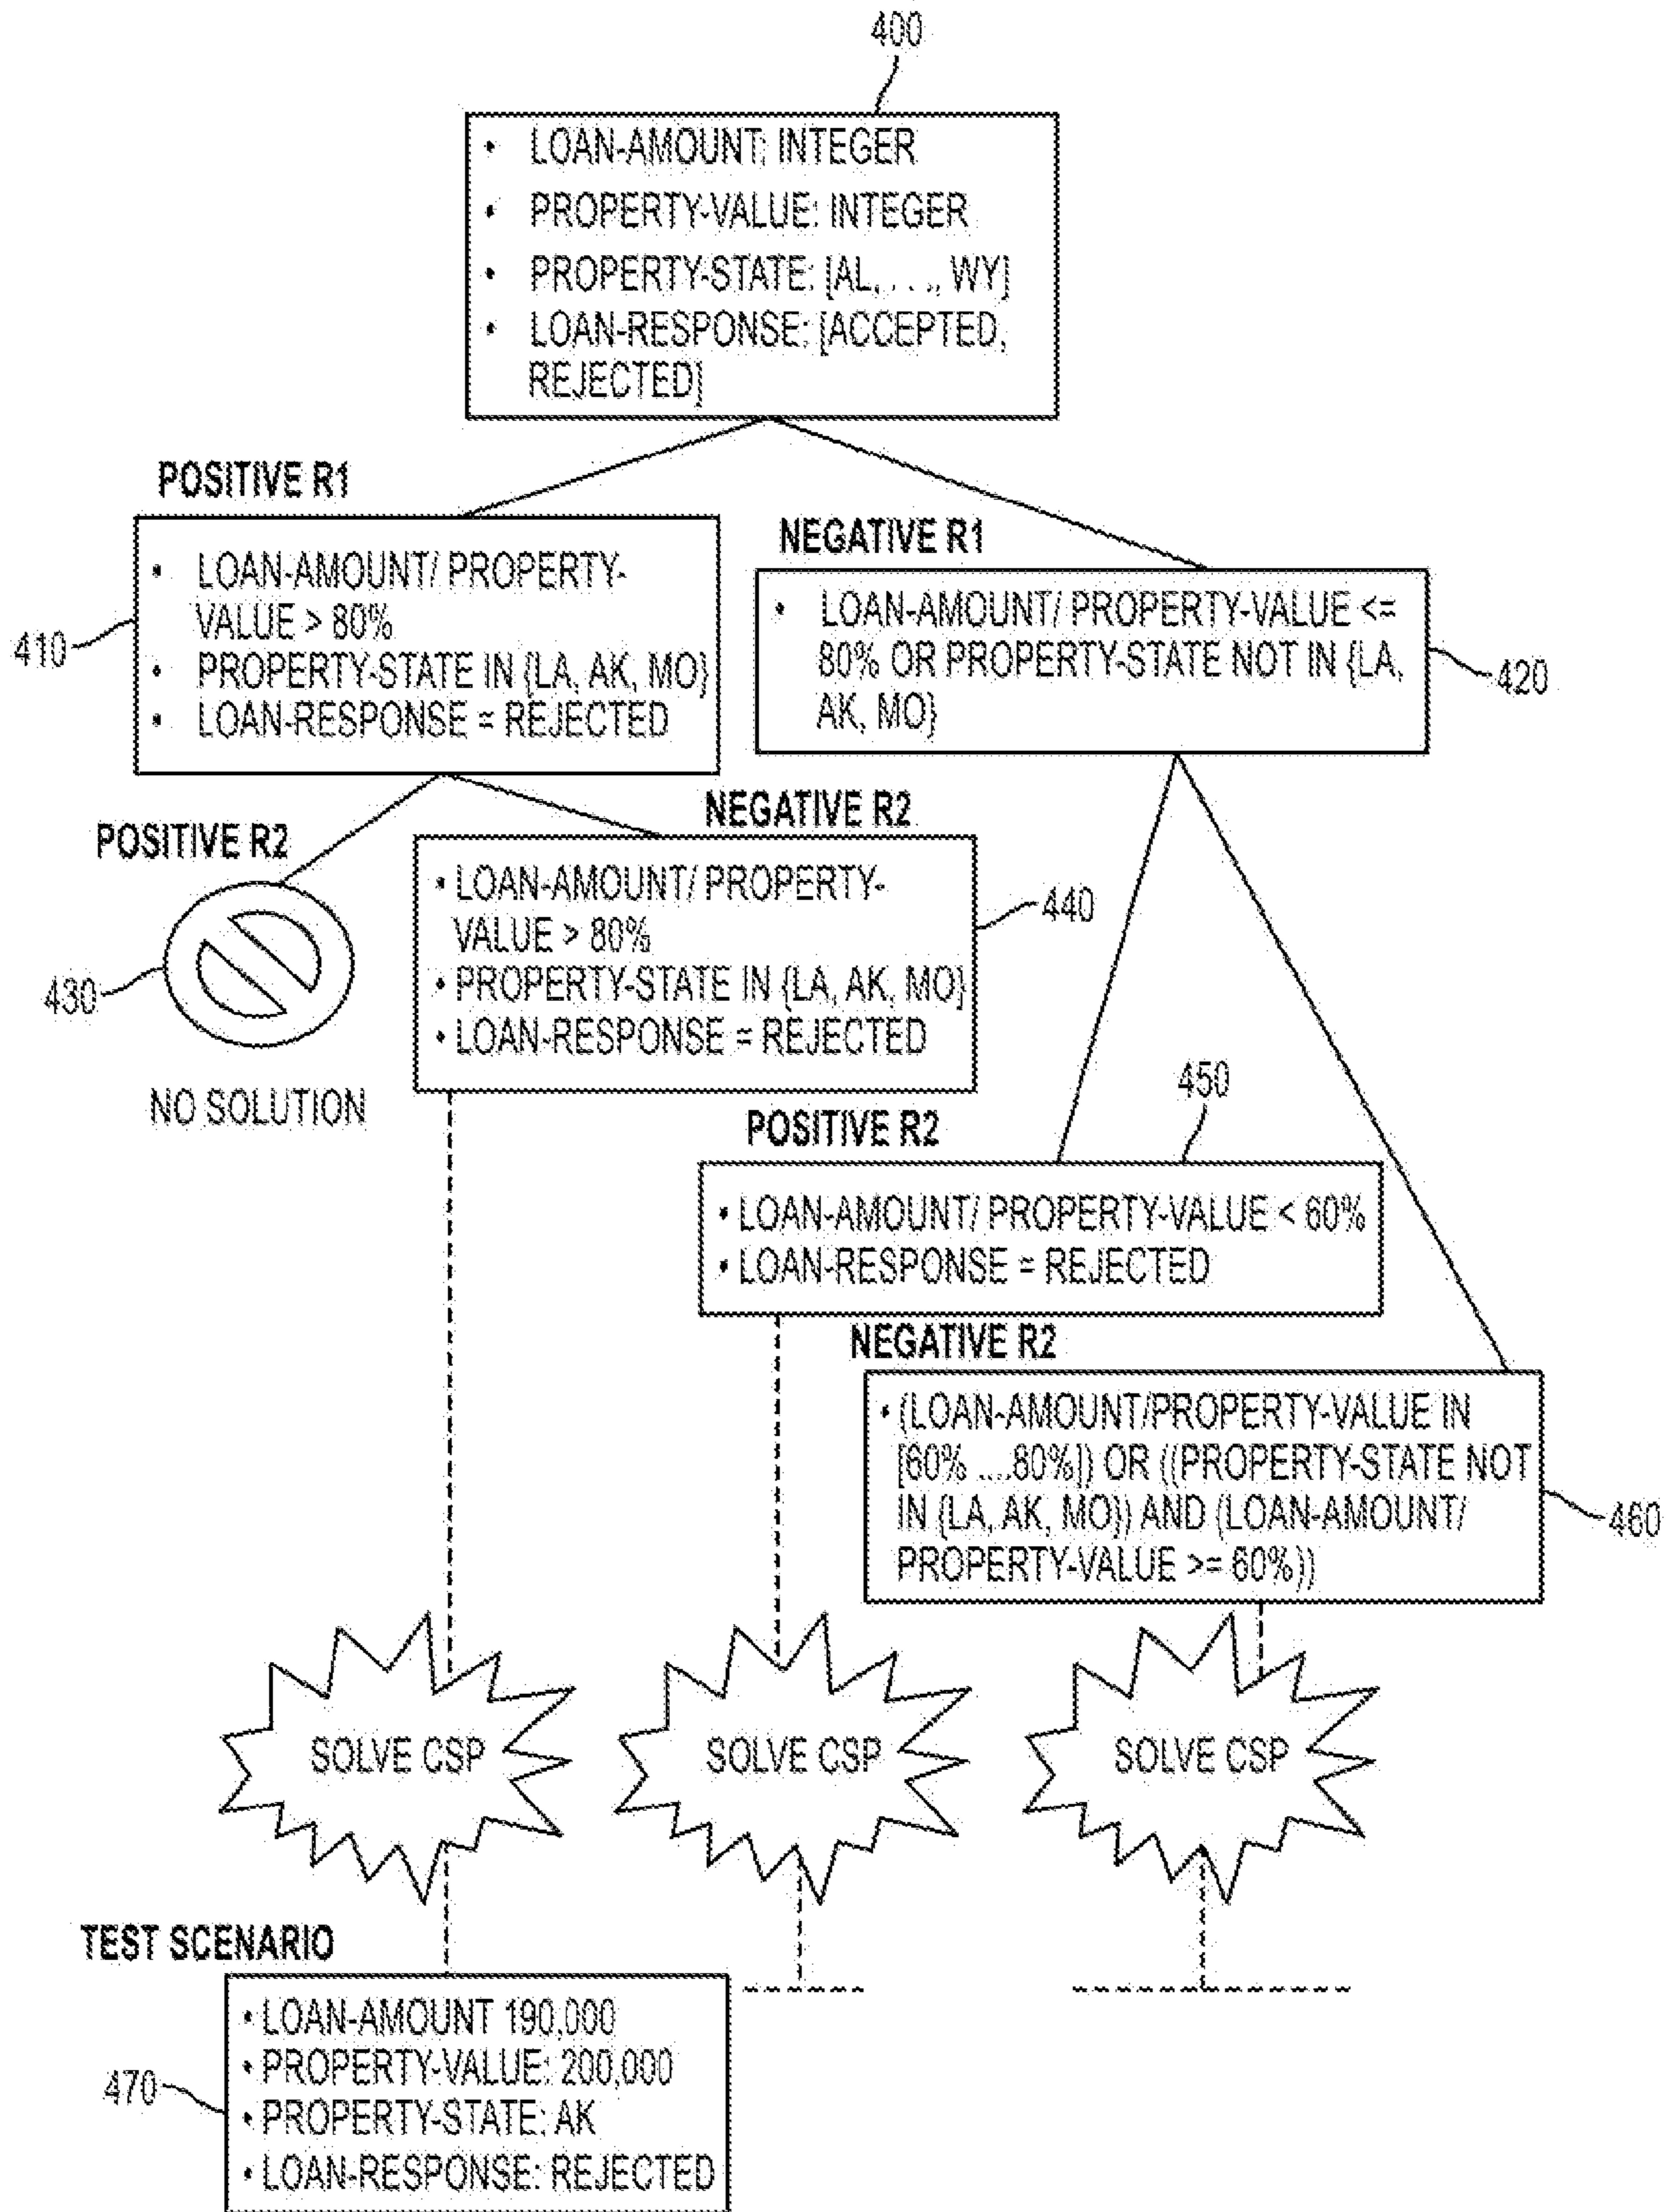 400
• LOAN-AMOUNT: INTEGER
• PROPERTY-VALUE: INTEGER
• PROPERTY-STATE: [AL, . . ., WY]
• LOAN-RESPONSE: [ACCEPTED,
REJECTED]
POSITIVE R1
• LOAN-AMOUNT/ PROPERTY-
VALUE > 80%
• PROPERTY-STATE IN {LA, AK, MO}
• LOAN-RESPONSE = REJECTED
410
NEGATIVE R1
• LOAN-AMOUNT/ PROPERTY-VALUE <=
80% OR PROPERTY-STATE NOT IN {LA,
AK, MO}
420
POSITIVE R2
430
NO SOLUTION
NEGATIVE R2
• LOAN-AMOUNT/ PROPERTY-
VALUE > 80%
• PROPERTY-STATE IN {LA, AK, MO}
• LOAN-RESPONSE = REJECTED
440
POSITIVE R2
450
• LOAN-AMOUNT/ PROPERTY-VALUE < 60%
• LOAN-RESPONSE = REJECTED
NEGATIVE R2
• (LOAN-AMOUNT/PROPERTY-VALUE IN
[60% ....80%]) OR ((PROPERTY-STATE NOT
IN {LA, AK, MO}) AND (LOAN-AMOUNT/
PROPERTY-VALUE >= 60%))
460
SOLVE CSP
SOLVE CSP
SOLVE CSP
TEST SCENARIO
• LOAN-AMOUNT 190,000
• PROPERTY-VALUE: 200,000
• PROPERTY-STATE: AK
• LOAN-RESPONSE: REJECTED
470